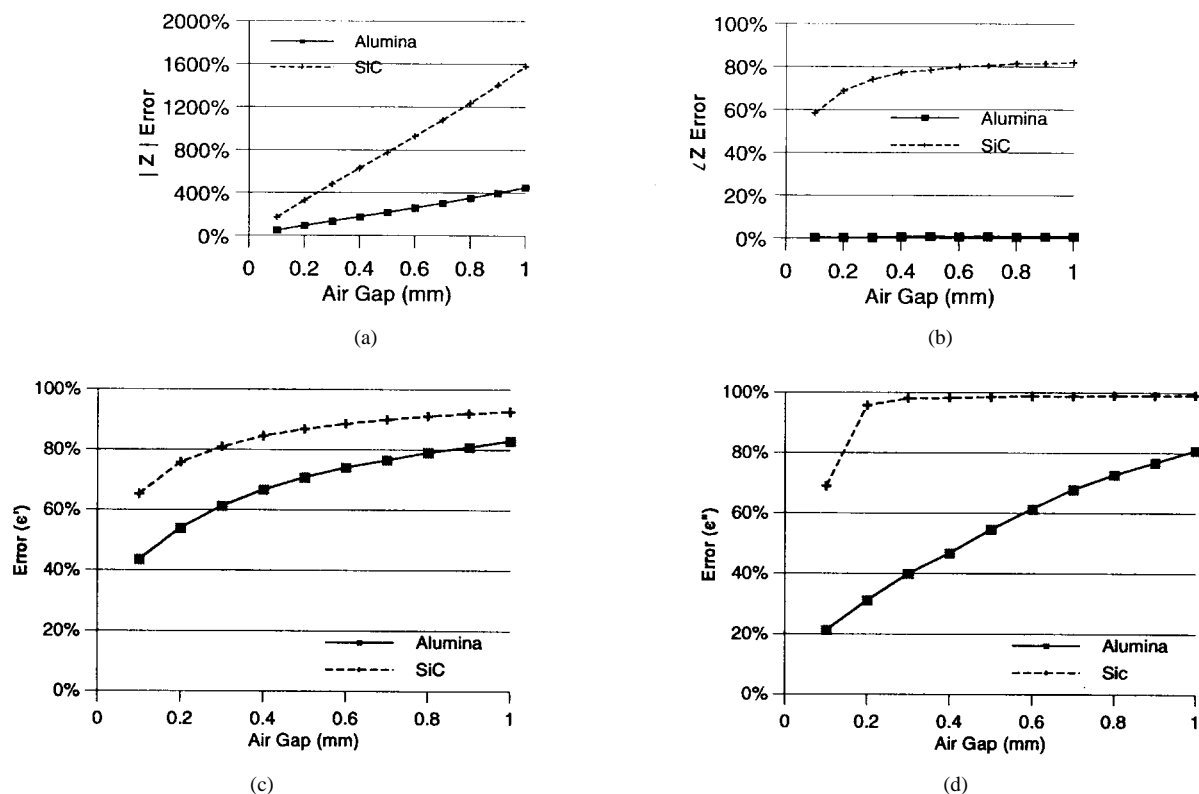 2000%
1600%
1200%
800%
400%
0%
| Z | Error
Alumina
SiC
0 0.2 0.4 0.6 0.8 1
Air Gap (mm)
(a)
100%
80%
60%
40%
20%
0%
∠Z Error
Alumina
SiC
0 0.2 0.4 0.6 0.8 1
Air Gap (mm)
(b)
100%
80%
60%
40%
20%
0%
Error (ε')
Alumina
SiC
0 0.2 0.4 0.6 0.8 1
Air Gap (mm)
(c)
100%
80%
60%
40%
20%
0%
Error (ε")
Alumina
Sic
0 0.2 0.4 0.6 0.8 1
Air Gap (mm)
(d)